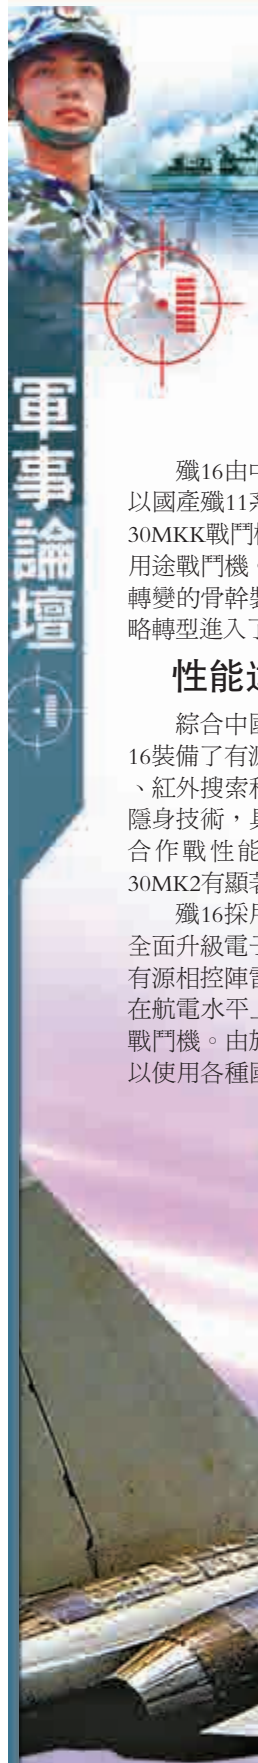 軍事論壇
殲16由中
以國產殲11系
30MKK戰鬥機
用途戰鬥機。
轉變的骨幹裝
略轉型進入了
性能
綜合中國
16裝備了有源
、紅外搜索和
隱身技術，具
合作戰性能
30MK2有顯著
殲16採用
全面升級電子
有源相控陣雷
在航電水平上
戰鬥機。由於
以使用各種國